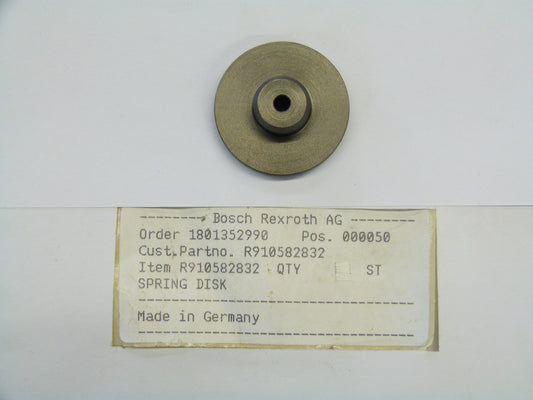 -------- Bosch Rexroth AG ----------
Order 1801352990 Pos. 000050
Cust.Partno. R910582832
Item R910582832 QTY ST
SPRING DISK
------------------------------------
Made in Germany
------------------------------------